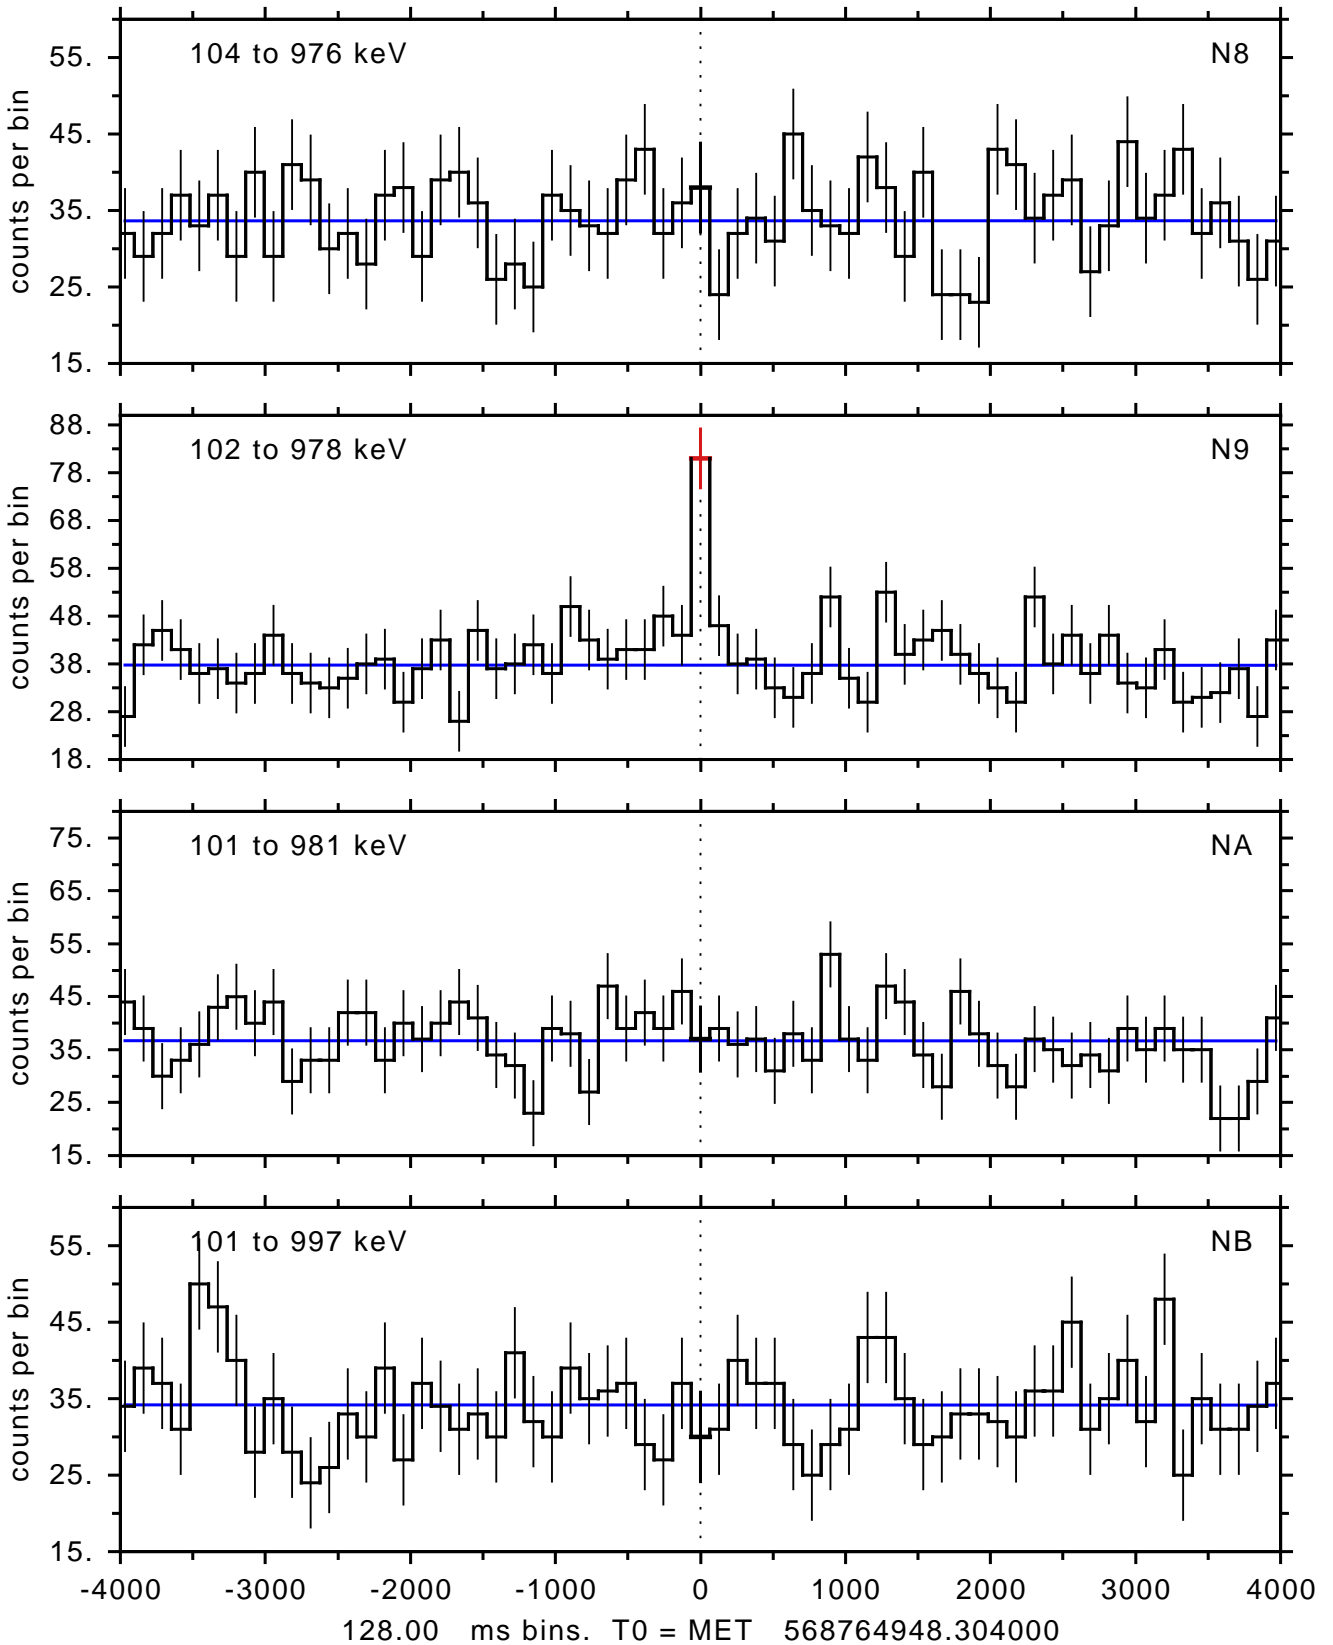 104 to 976 keV N8
55.
45.
35.
25.
15.
counts per bin
102 to 978 keV N9
88.
78.
68.
58.
48.
38.
28.
18.
counts per bin
101 to 981 keV NA
75.
65.
55.
45.
35.
25.
15.
counts per bin
101 to 997 keV NB
55.
45.
35.
25.
15.
counts per bin
-4000 -3000 -2000 -1000 0 1000 2000 3000 4000
128.00 ms bins. T0 = MET 568764948.304000